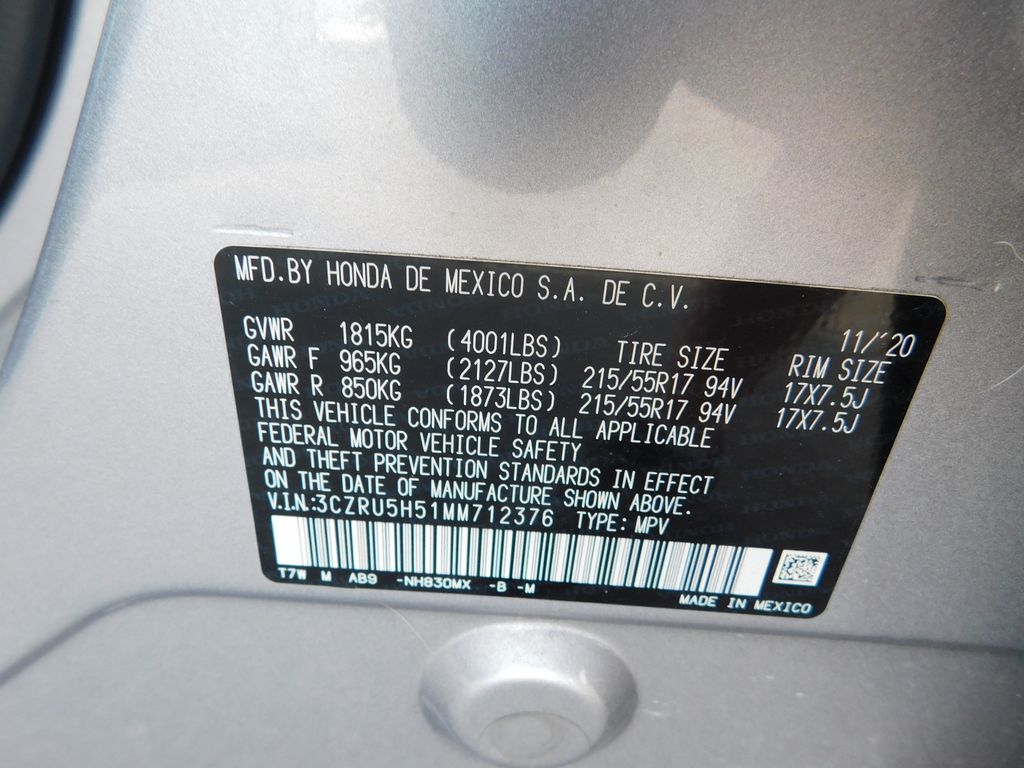 MFD.BY HONDA DE MEXICO S.A. DE C.V.
11/'20
GVWR 1815KG (4001LBS) TIRE SIZE RIM SIZE
GAWR F 965KG (2127LBS) 215/55R17 94V 17X7.5J
GAWR R 850KG (1873LBS) 215/55R17 94V 17X7.5J
THIS VEHICLE CONFORMS TO ALL APPLICABLE
FEDERAL MOTOR VEHICLE SAFETY
AND THEFT PREVENTION STANDARDS IN EFFECT
ON THE DATE OF MANUFACTURE SHOWN ABOVE.
V.I.N.:3CZRU5H51MM712376 TYPE: MPV
T7W M AB9 -NH830MX -B -M
MADE IN MEXICO